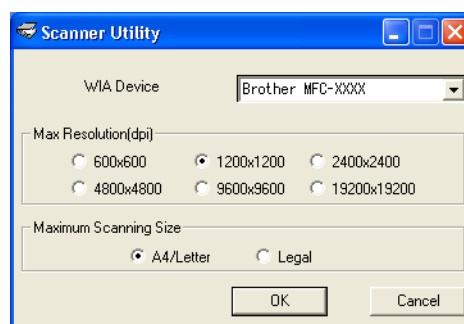 Scanner Utility
WIA Device Brother MFC-XXXX
Max Resolution(dpi)
600x600 1200x1200 2400x2400
4800x4800 9600x9600 19200x19200
Maximum Scanning Size
A4/Letter Legal
OK Cancel